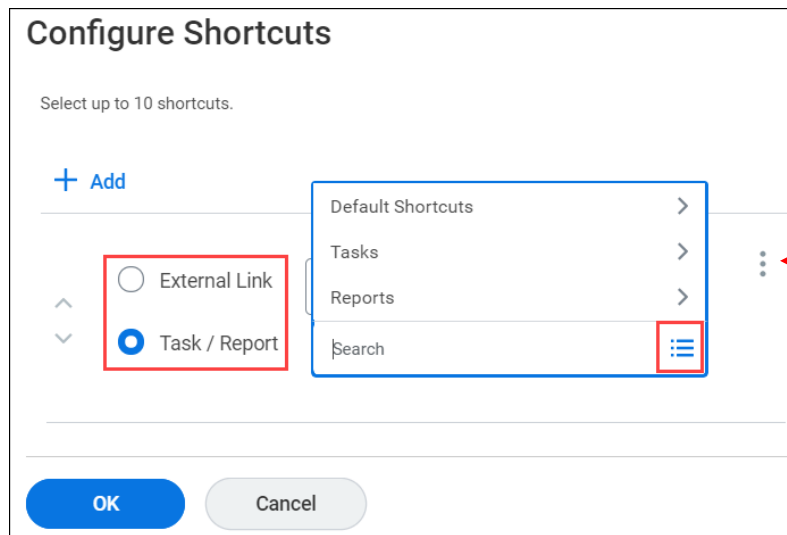 Configure Shortcuts
Select up to 10 shortcuts.
Add
Default Shortcuts
Tasks
Reports
External Link
Task / Report
Search
OK
Cancel